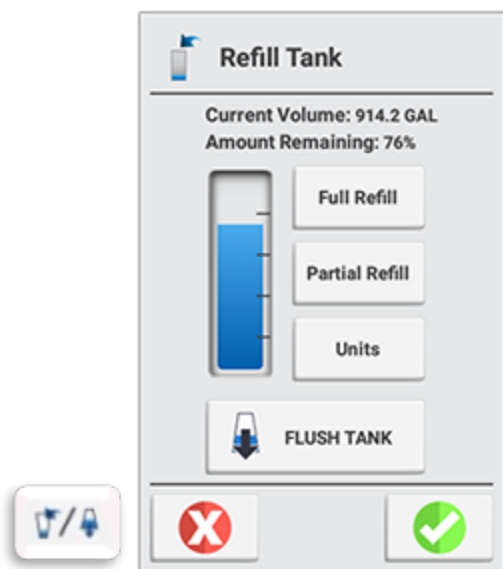 Refill Tank
Current Volume: 914.2 GAL
Amount Remaining: 76%
Full Refill
Partial Refill
Units
FLUSH TANK
/